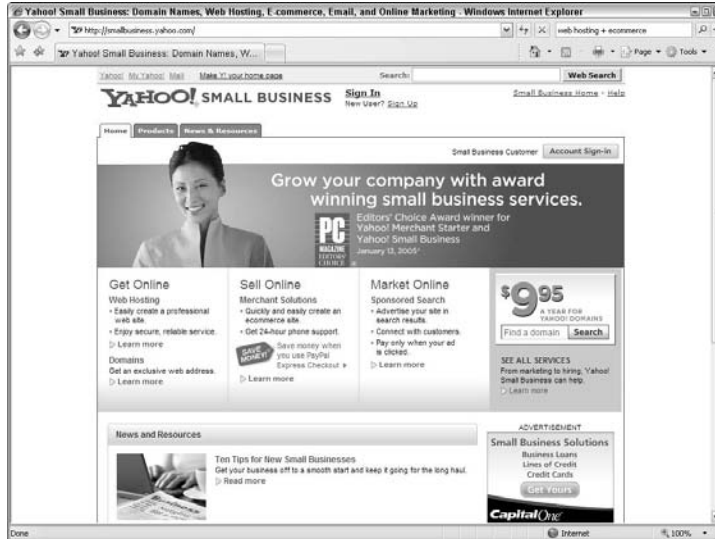 Yahoo! Small Business: Domain Names, Web Hosting, E-commerce, Email, and Online Marketing - Windows Internet Explorer
http://smallbusiness.yahoo.com/
web hosting + ecommerce
Yahoo! Small Business: Domain Names, W...
Page
Tools
Yahoo! My Yahoo! Mail Make Y! your home page
Search:
Web Search
YAHOO! SMALL BUSINESS
Sign In
New User? Sign Up
Small Business Home - Help
Home Products News & Resources
Small Business Customer Account Sign-in
Grow your company with award
winning small business services.
PC
MAGAZINE
EDITORS'
CHOICE
Editors' Choice Award winner for
Yahoo! Merchant Starter and
Yahoo! Small Business
January 13, 2005*
Get Online
Web Hosting
• Easily create a professional
web site.
• Enjoy secure, reliable service.
Learn more
Domains
Get an exclusive web address.
Learn more
Sell Online
Merchant Solutions
• Quickly and easily create an
ecommerce site.
• Get 24-hour phone support.
SAVE
MONEY!
Save money when
you use PayPal
Express Checkout
Learn more
Market Online
Sponsored Search
• Advertise your site in
search results.
• Connect with customers.
• Pay only when your ad
is clicked.
Learn more
$9.95
A YEAR FOR
YAHOO! DOMAINS
Find a domain Search
SEE ALL SERVICES
From marketing to hiring, Yahoo!
Small Business can help.
Learn more
News and Resources
Ten Tips for New Small Businesses
Get your business off to a smooth start and keep it going for the long haul.
Read more
Business
ADVERTISEMENT
Small Business Solutions
Business Loans
Lines of Credit
Credit Cards
Get Yours
Capital One
Done
Internet
100%